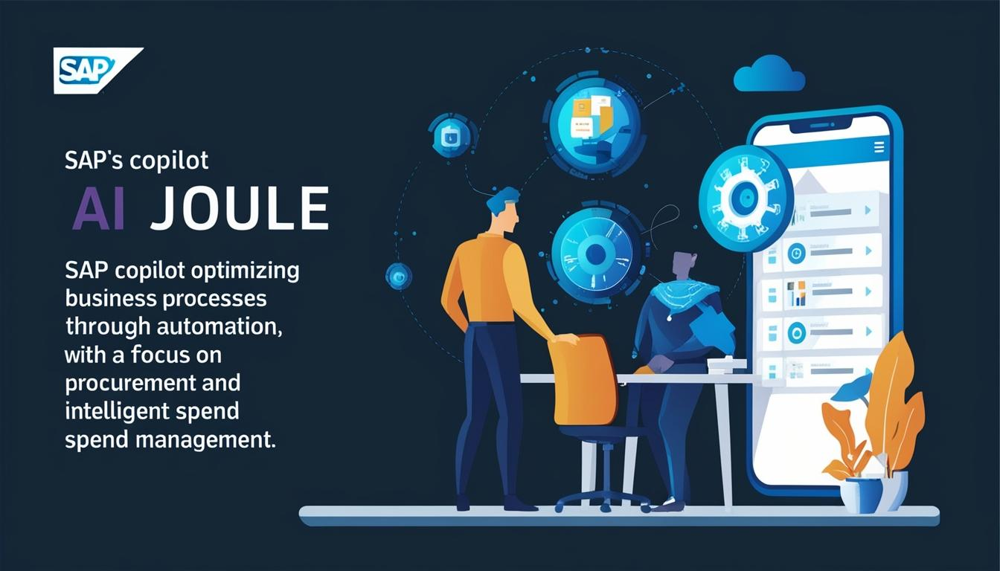 SAP
SAP's copilot
AI JOULE
SAP copilot optimizing
business processes
through automation,
with a focus on
procurement and
intelligent spend
spend management.